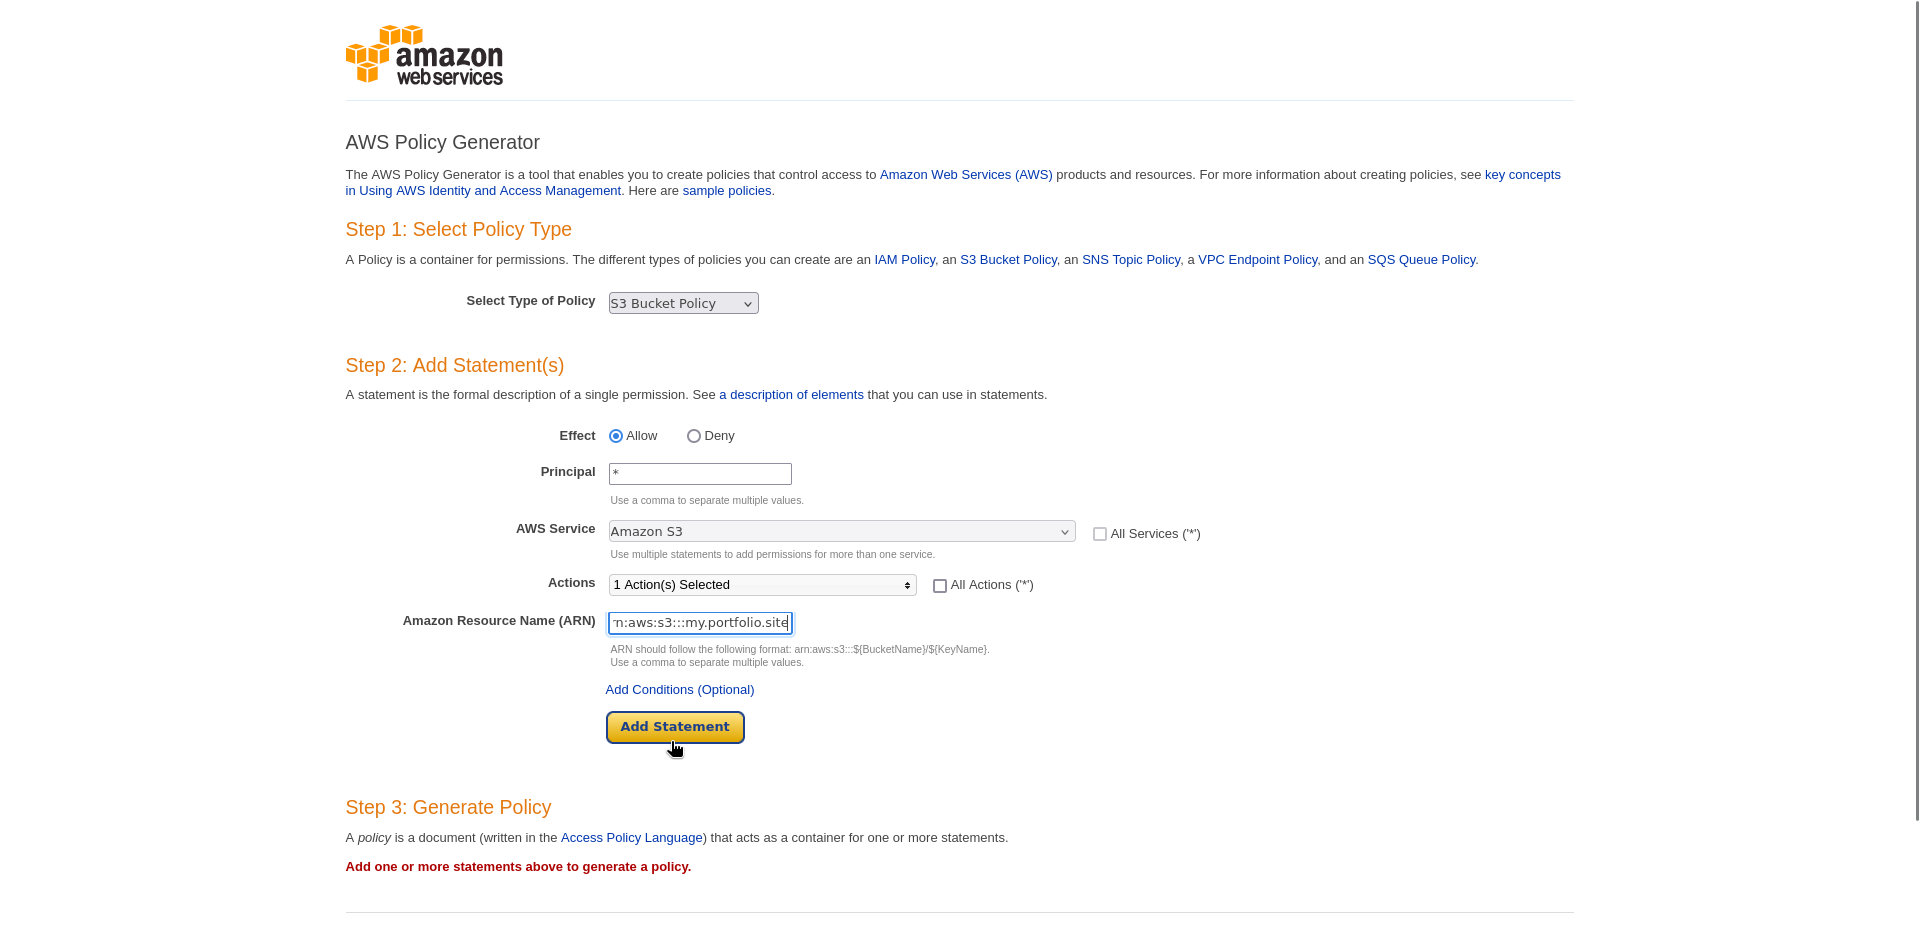 amazon
web services
AWS Policy Generator
The AWS Policy Generator is a tool that enables you to create policies that control access to Amazon Web Services (AWS) products and resources. For more information about creating policies, see key concepts
in Using AWS Identity and Access Management. Here are sample policies.
Step 1: Select Policy Type
A Policy is a container for permissions. The different types of policies you can create are an IAM Policy, an S3 Bucket Policy, an SNS Topic Policy, a VPC Endpoint Policy, and an SQS Queue Policy.
Select Type of Policy S3 Bucket Policy
Step 2: Add Statement(s)
A statement is the formal description of a single permission. See a description of elements that you can use in statements.
Effect Allow Deny
Principal *
Use a comma to separate multiple values.
AWS Service Amazon S3 All Services ('*')
Use multiple statements to add permissions for more than one service.
Actions 1 Action(s) Selected All Actions ('*')
Amazon Resource Name (ARN) rn:aws:s3:::my.portfolio.site
ARN should follow the following format: arn:aws:s3:::${BucketName}/${KeyName}.
Use a comma to separate multiple values.
Add Conditions (Optional)
Add Statement
Step 3: Generate Policy
A policy is a document (written in the Access Policy Language) that acts as a container for one or more statements.
Add one or more statements above to generate a policy.